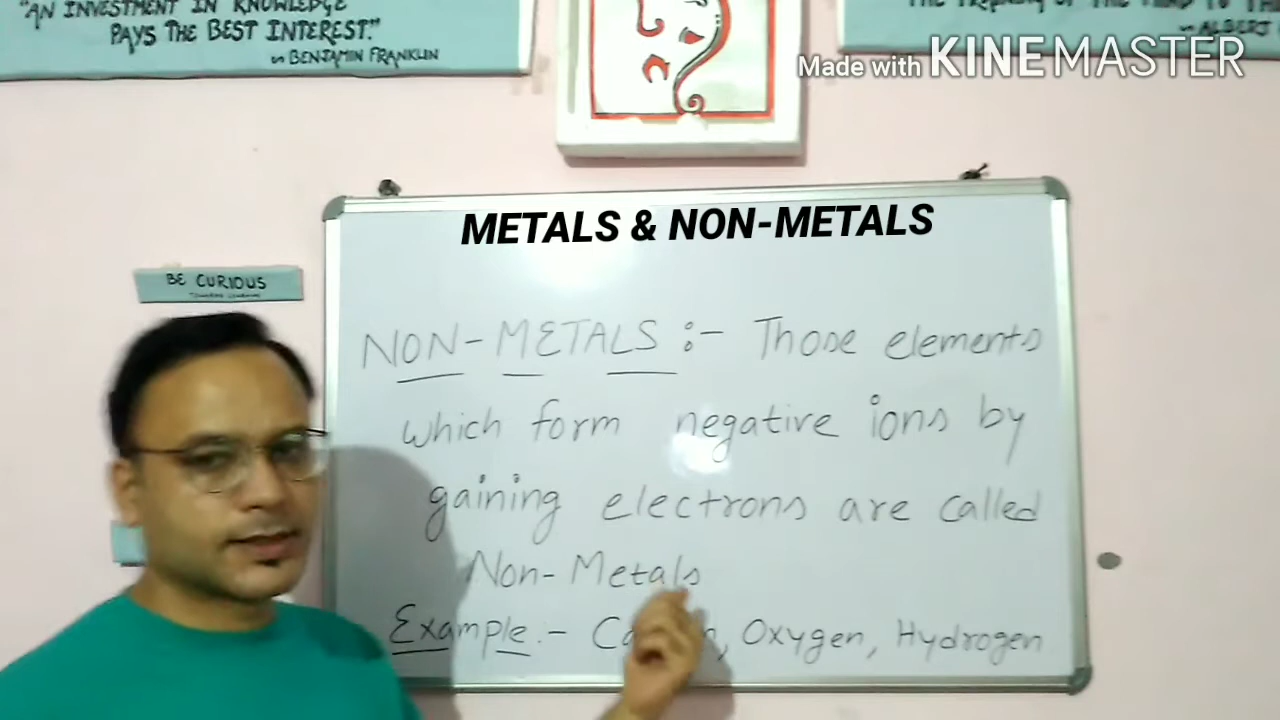 "AN INVESTMENT IN KNOWLEDGE
PAYS THE BEST INTEREST."
~ BENJAMIN FRANKLIN
~ ALBERT
Made with KINEMASTER
METALS & NON-METALS
BE CURIOUS
NON-METALS :- Those elements
which form negative ions by
gaining electrons are called
Non-Metals
Example :- Oxygen, Hydrogen